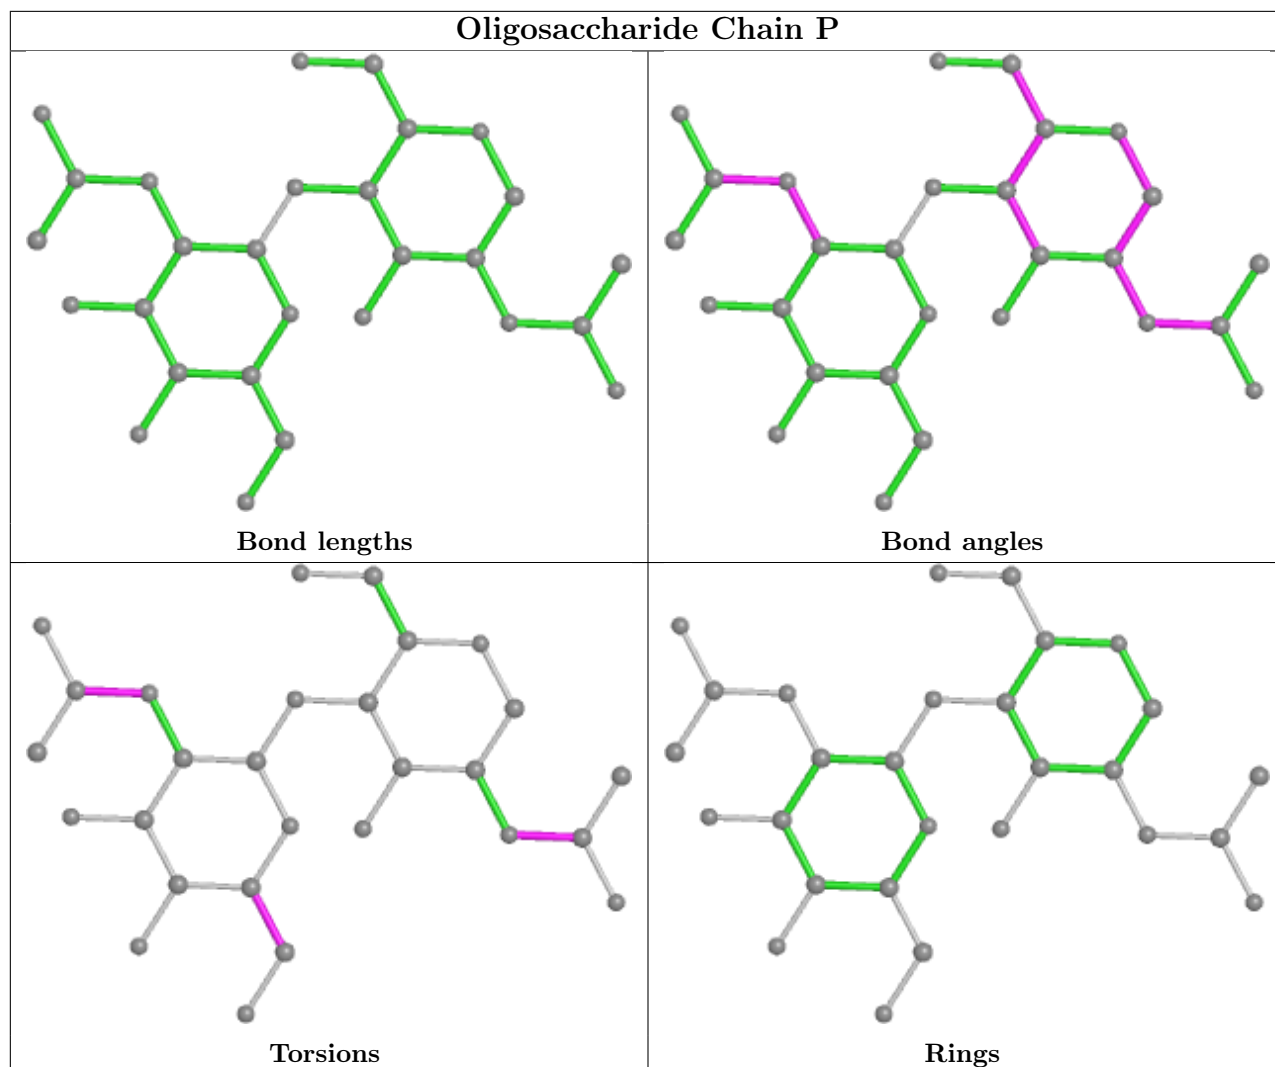 Oligosaccharide Chain P
Bond lengths
Bond angles
Torsions
Rings